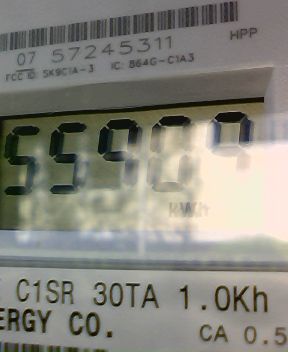 07 57245311 HPP
FCC ID: SK9C1A-3 IC: 864G-C1A3
55909
kWh
C1SR 30TA 1.0Kh
ERGY CO. CA 0.5